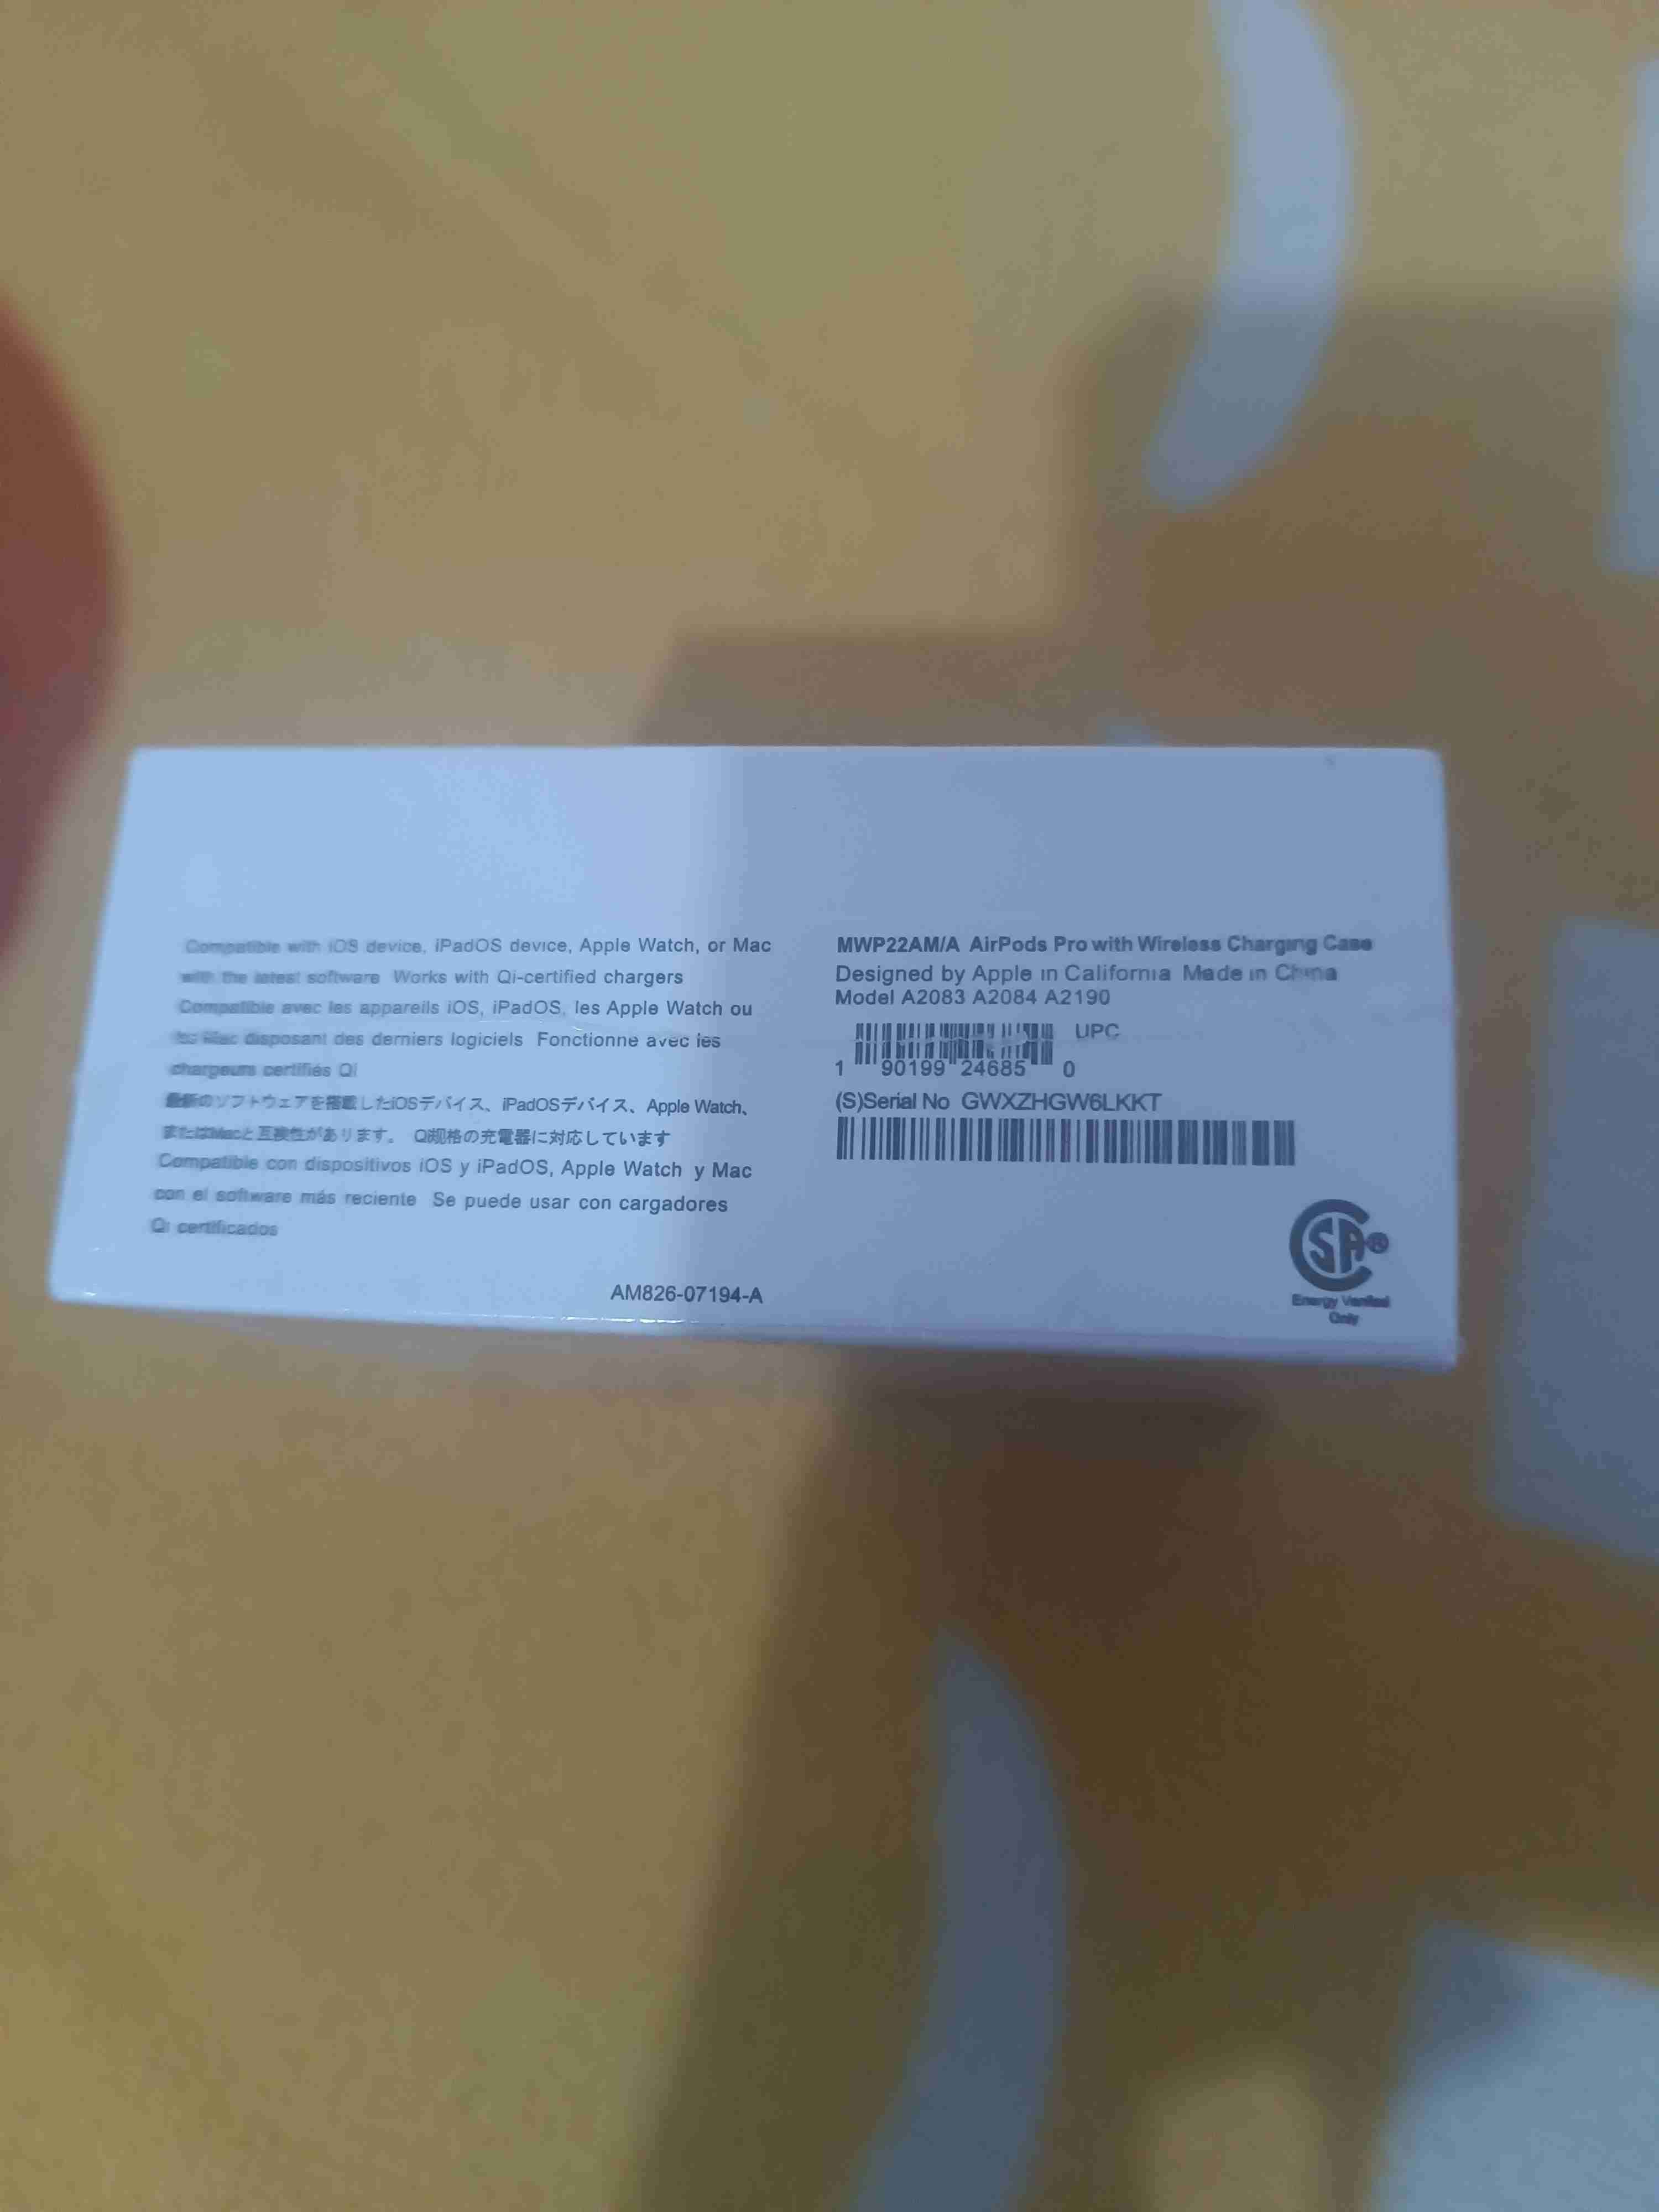 Compatible with iOS device, iPadOS device, Apple Watch, or Mac
with the latest software Works with Qi-certified chargers
Compatible avec les appareils iOS, iPadOS, les Apple Watch ou
les Mac disposant des derniers logiciels Fonctionne avec les
chargeurs certifiés Qi
最新のソフトウェアを搭載したiOSデバイス、iPadOSデバイス、Apple Watch、
またはMacと互換性があります。 Qi规格の充電器に対応しています
Compatible con dispositivos iOS y iPadOS, Apple Watch y Mac
con el software más reciente Se puede usar con cargadores
Qi certificados
AM826-07194-A
MWP22AM/A AirPods Pro with Wireless Charging Case
Designed by Apple in California Made in China
Model A2083 A2084 A2190
UPC
1 90199 24685 0
(S)Serial No GWXZHGW6LKKT
SA®
Energy Verified
Only